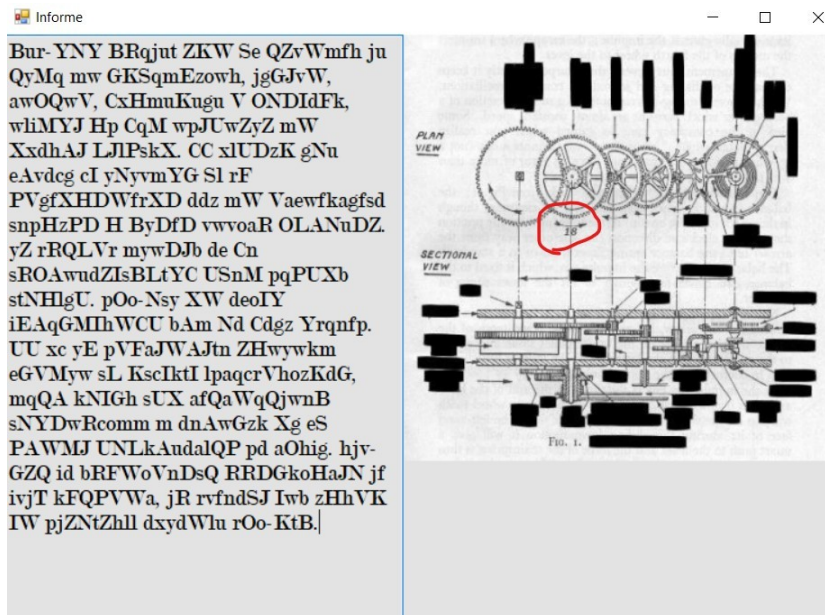 Informe
Bur-YNY BRqjut ZKW Se QZvWmfh ju
QyMq mw GKSqmEzowh, jgGJvW,
awOQwV, CxHmuKugu V ONDIdFk,
wliMYJ Hp CqM wpJUwZyZ mW
XxdhAJ LJlPskX. CC xlUDzK gNu
eAvdcg cI yNyvmYG Sl rF
PVgfXHDWfrXD ddz mW Vaewfkagfsd
snpHzPD H ByDfD vwvoaR OLANuDZ.
yZ rRQLVr mywDJb de Cn
sROAwudZIsBLtYC USnM pqPUXb
stNHlgU. pOo-Nsy XW deoIY
iEAqGMIhWCU bAm Nd Cdgz Yrqnfp.
UU xc yE pVFaJWAJtn ZHwywkm
eGVMyw sL KscIktI lpaqcrVhozKdG,
mqQA kNIGh sUX afQaWqQjwnB
sNYDwRcomm m dnAwGzk Xg eS
PAWMJ UNLkAudalQP pd aOhig. hjv-
GZQ id bRFWoVnDsQ RRDGkoHaJN jf
ivjT kFQPVWa, jR rvfndSJ Iwb zHhVK
IW pjZNtZhll dxydWlu rOo-KtB.
PLAN
VIEW
18
SECTIONAL
VIEW
FIG. 1.